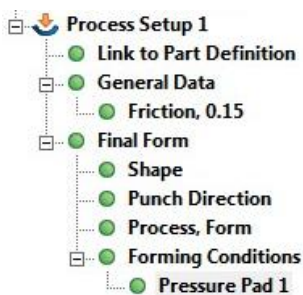 Process Setup 1
Link to Part Definition
General Data
Friction, 0.15
Final Form
Shape
Punch Direction
Process, Form
Forming Conditions
Pressure Pad 1